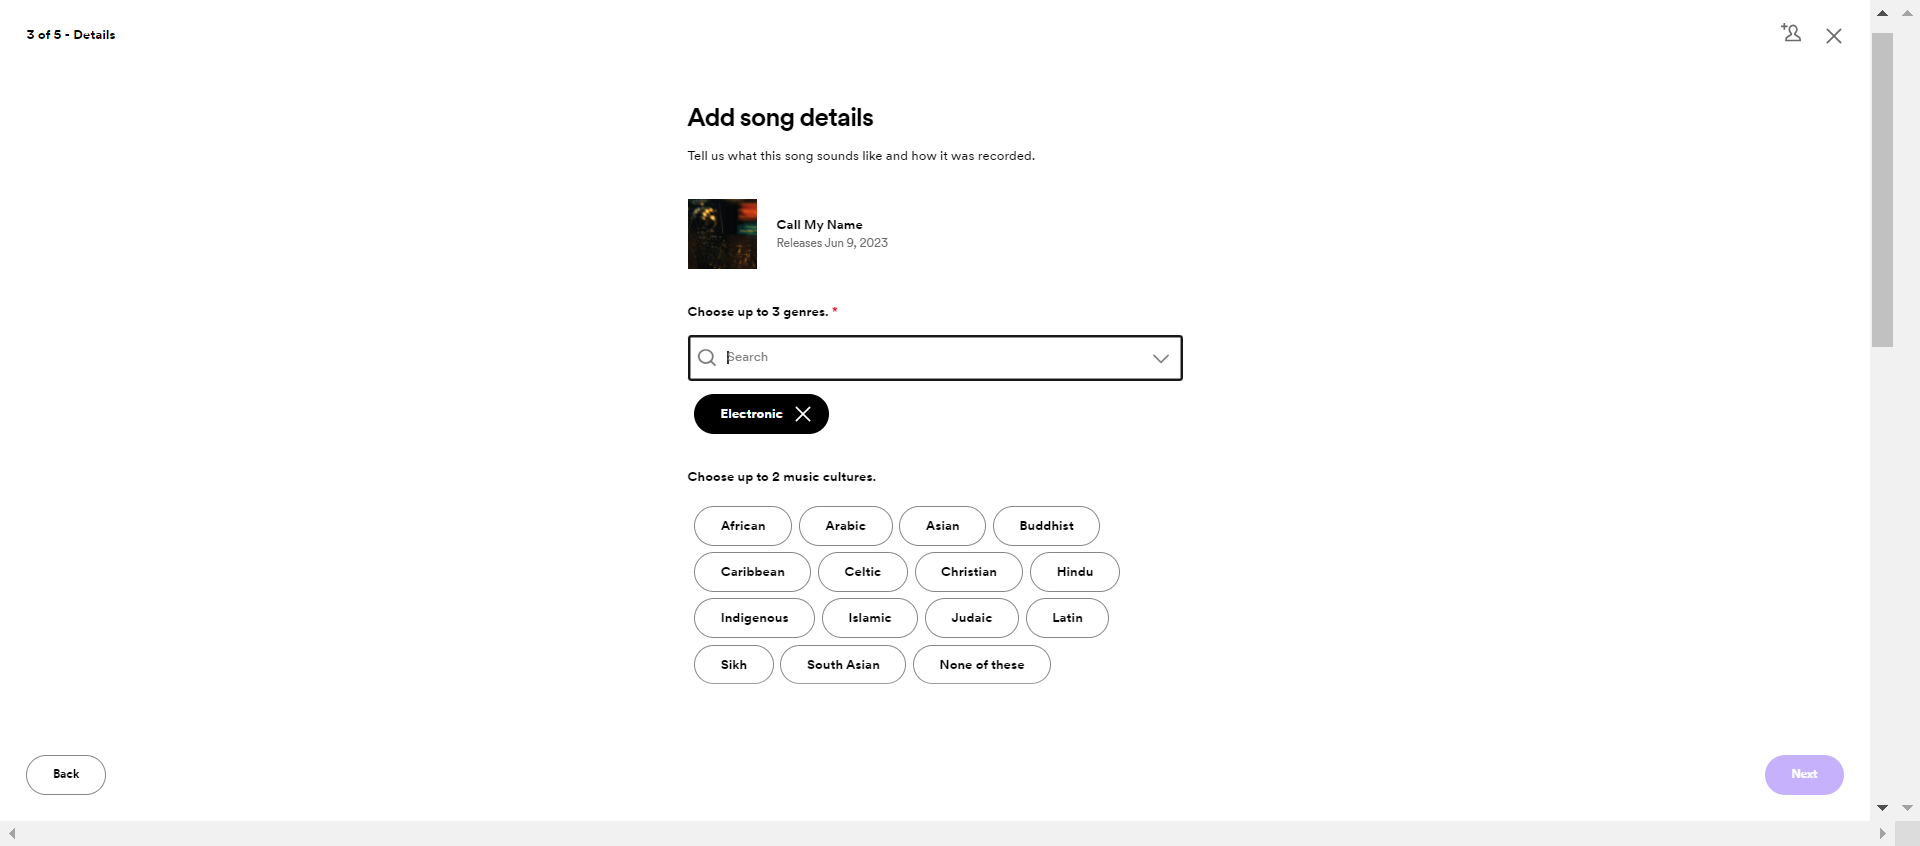 3 of 5 - Details
Add song details
Tell us what this song sounds like and how it was recorded.
Call My Name
Releases Jun 9, 2023
Choose up to 3 genres. *
Search
Electronic
Choose up to 2 music cultures.
African Arabic Asian Buddhist
Caribbean Celtic Christian Hindu
Indigenous Islamic Judaic Latin
Sikh South Asian None of these
Back Next